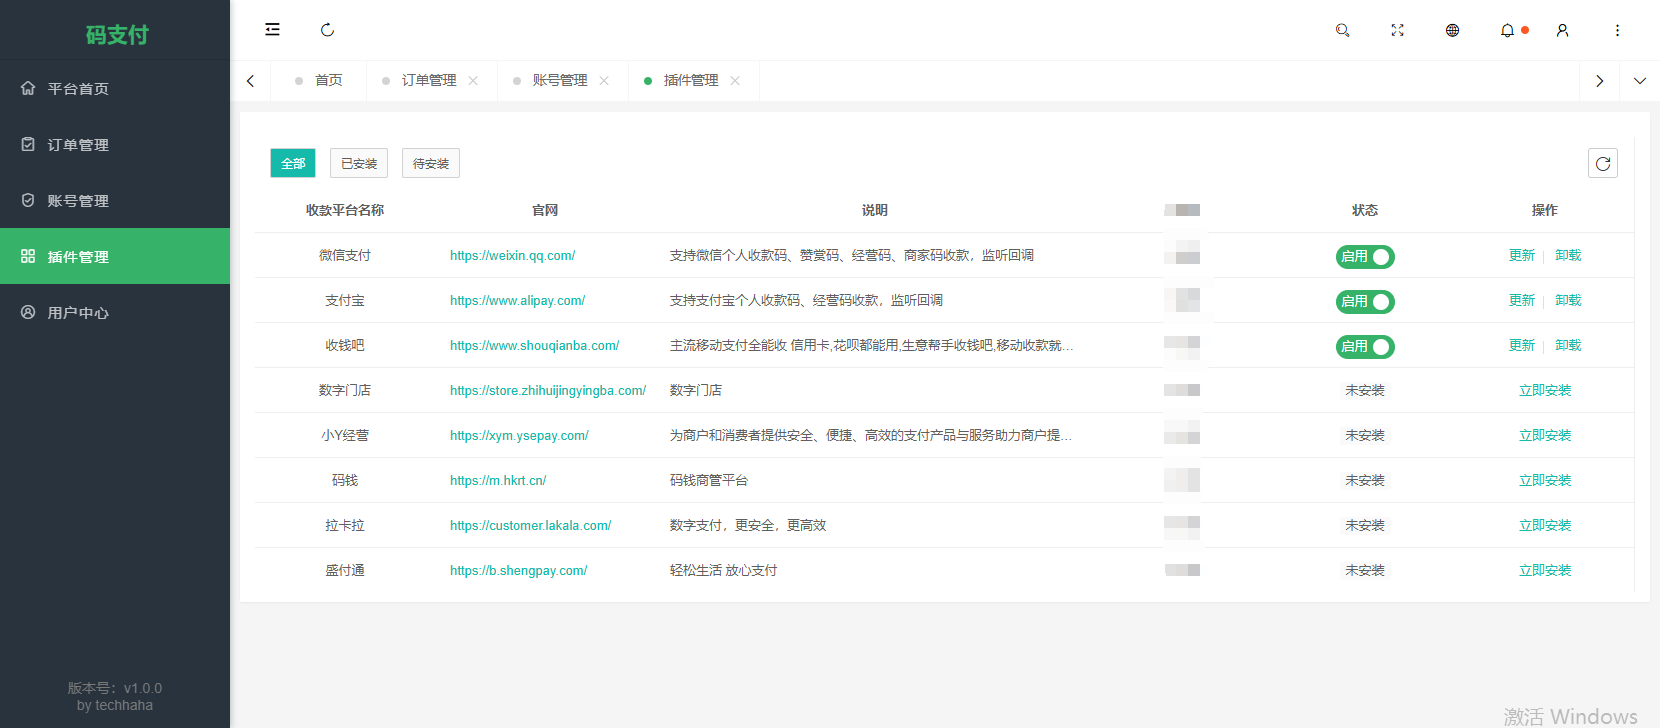 码支付
平台首页
订单管理
账号管理
插件管理
用户中心
版本号：v1.0.0
by techhaha
首页 订单管理 账号管理 插件管理
全部 已安装 待安装
收款平台名称 官网 说明 状态 操作
微信支付 https://weixin.qq.com/ 支持微信个人收款码、赞赏码、经营码、商家码收款，监听回调 启用 更新 卸载
支付宝 https://www.alipay.com/ 支持支付宝个人收款码、经营码收款，监听回调 启用 更新 卸载
收钱吧 https://www.shouqianba.com/ 主流移动支付全能收 信用卡,花呗都能用,生意帮手收钱吧,移动收款就... 启用 更新 卸载
数字门店 https://store.zhihuijingyingba.com/ 数字门店 未安装 立即安装
小Y经营 https://xym.ysepay.com/ 为商户和消费者提供安全、便捷、高效的支付产品与服务助力商户提... 未安装 立即安装
码钱 https://m.hkrt.cn/ 码钱商管平台 未安装 立即安装
拉卡拉 https://customer.lakala.com/ 数字支付，更安全，更高效 未安装 立即安装
盛付通 https://b.shengpay.com/ 轻松生活 放心支付 未安装 立即安装
激活 Windows